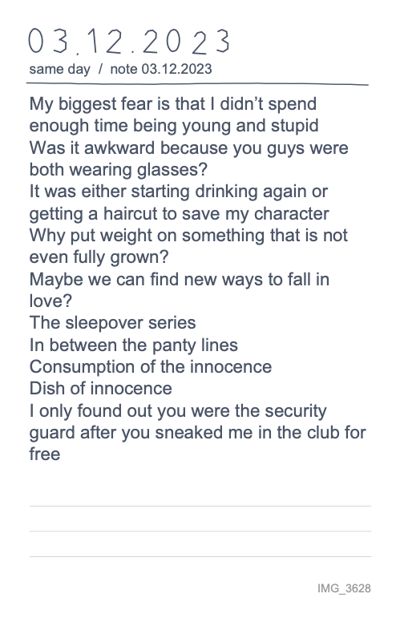 03.12.2023
same day / note 03.12.2023
My biggest fear is that I didn’t spend
enough time being young and stupid
Was it awkward because you guys were
both wearing glasses?
It was either starting drinking again or
getting a haircut to save my character
Why put weight on something that is not
even fully grown?
Maybe we can find new ways to fall in
love?
The sleepover series
In between the panty lines
Consumption of the innocence
Dish of innocence
I only found out you were the security
guard after you sneaked me in the club for
free
IMG_3628